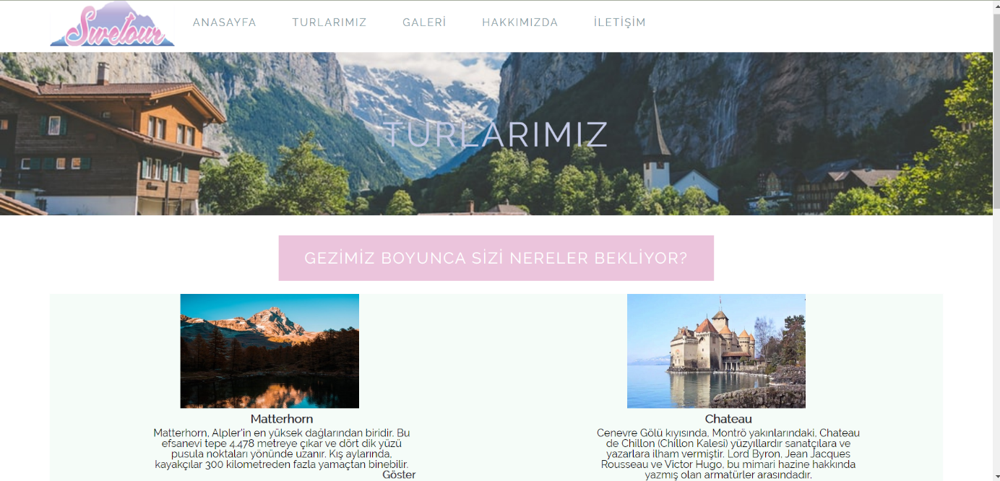 Swetour
ANASAYFA TURLARIMIZ GALERİ HAKKIMIZDA İLETİŞİM
TURLARIMIZ
GEZİMİZ BOYUNCA SİZİ NERELER BEKLİYOR?
Matterhorn
Matterhorn, Alpler'in en yüksek dağlarından biridir. Bu
efsanevi tepe 4.478 metreye çıkar ve dört dik yüzü
pusula noktaları yönünde uzanır. Kış aylarında,
kayakçılar 300 kilometreden fazla yamaçtan binebilir.
Göster
Chateau
Cenevre Gölü kıyısında, Montrö yakınlarındaki, Chateau
de Chillon (Chillon Kalesi) yüzyıllardır sanatçılara ve
yazarlara ilham vermiştir. Lord Byron, Jean Jacques
Rousseau ve Victor Hugo, bu mimari hazine hakkında
yazmış olan armatürler arasındadır.